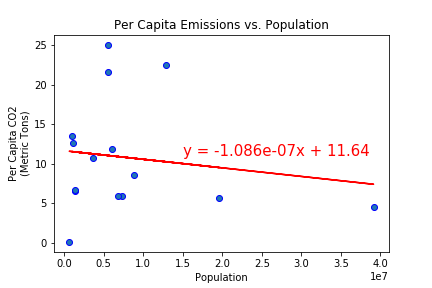 Per Capita Emissions vs. Population
25
20
15
10
5
0
Per Capita CO2
(Metric Tons)
y = -1.086e-07x + 11.64
0.0 0.5 1.0 1.5 2.0 2.5 3.0 3.5 4.0
1e7
Population